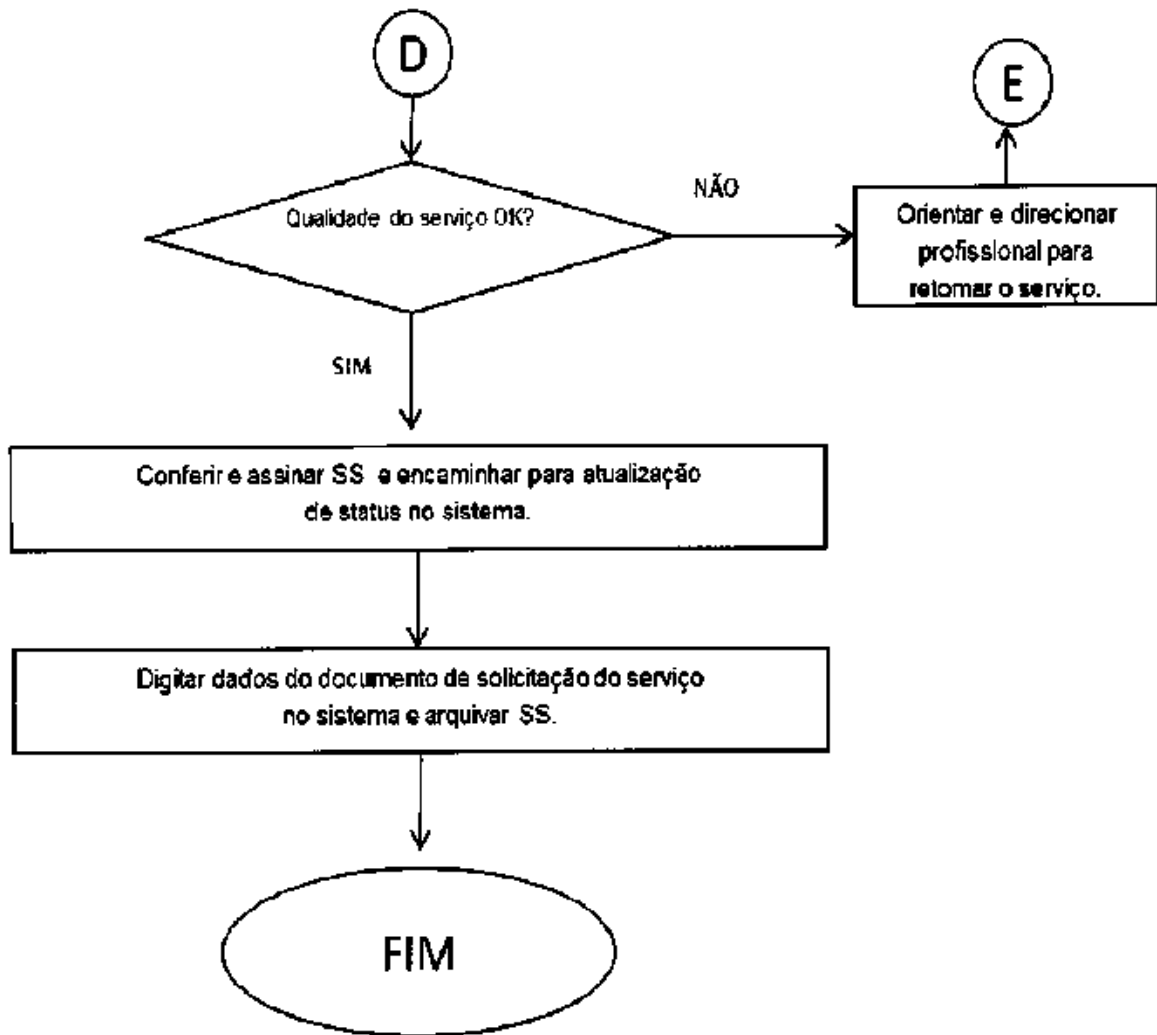 D
E
Qualidade do serviço OK?
NÃO
Orientar e direcionar
profissional para
retomar o serviço.
SIM
Conferir e assinar SS e encaminhar para atualização
de status no sistema.
Digitar dados do documento de solicitação do serviço
no sistema e arquivar SS.
FIM